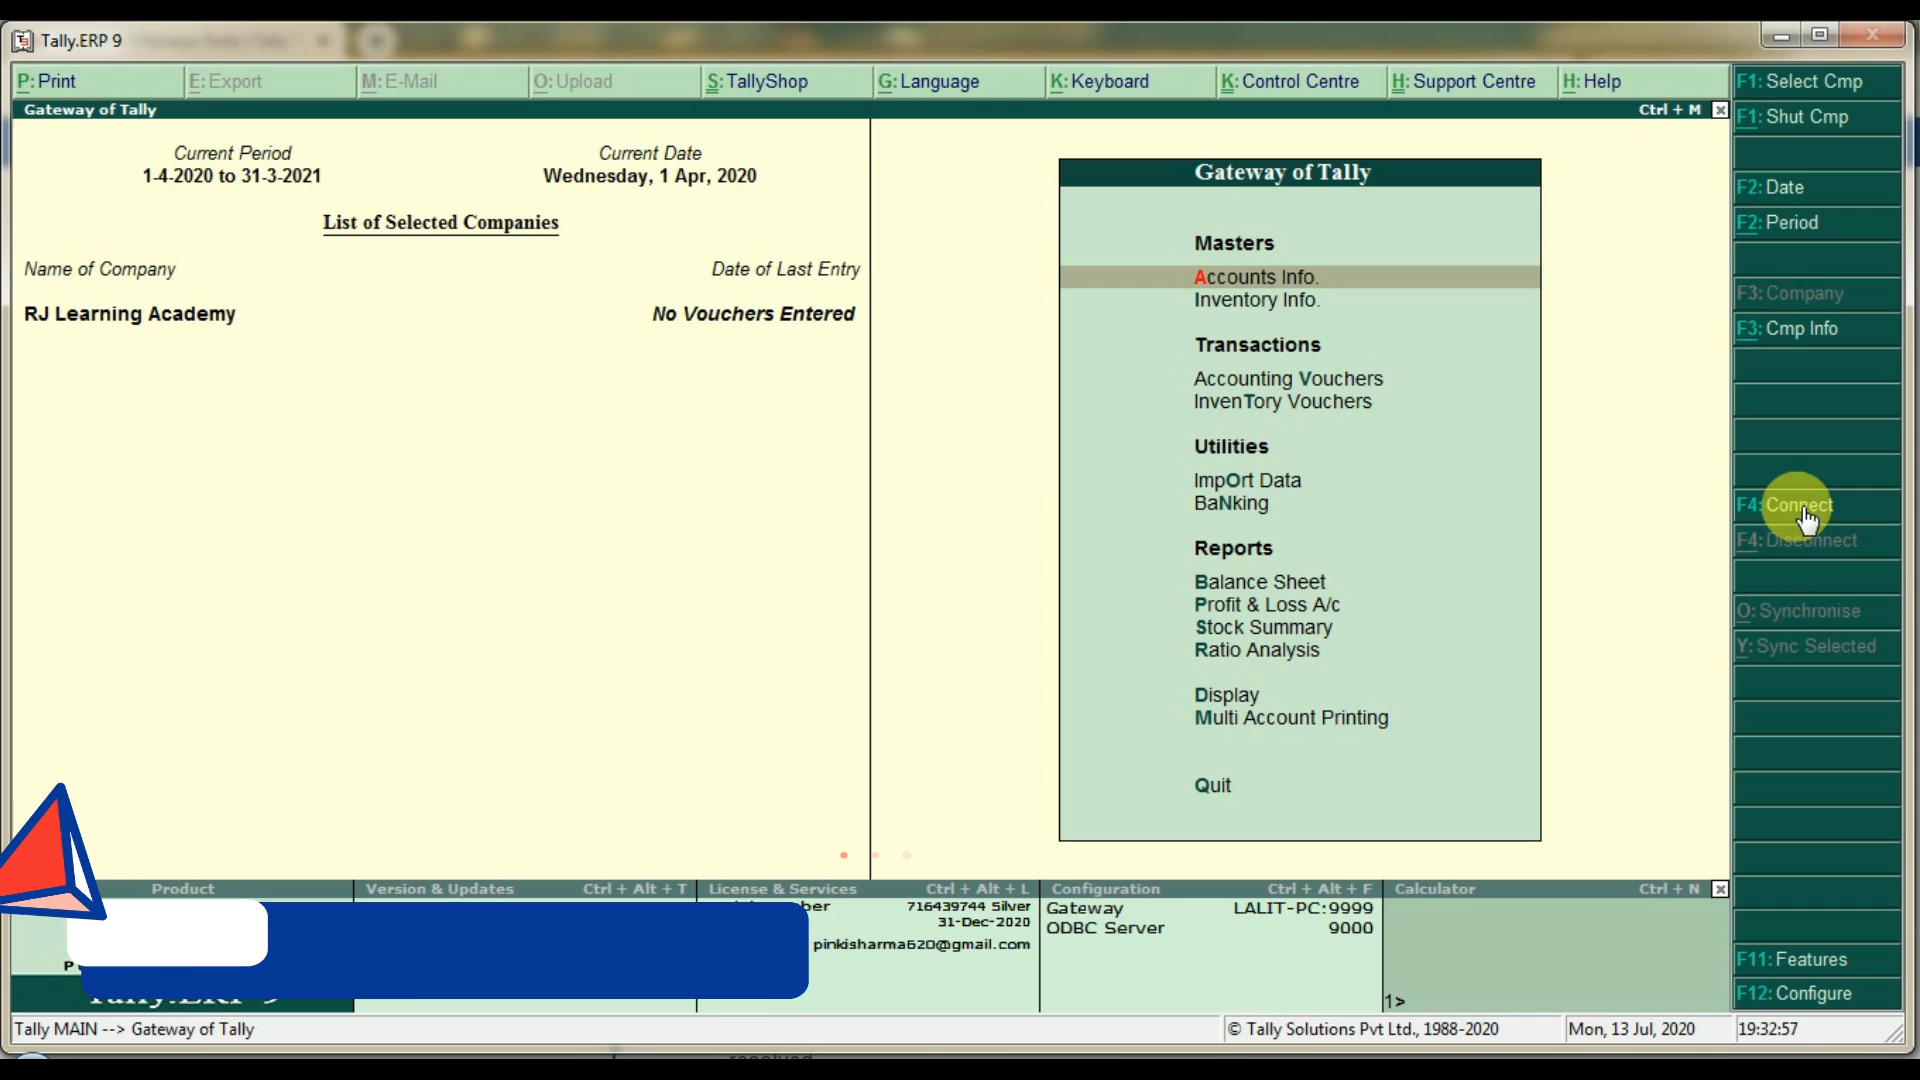 Tally.ERP 9
P: Print
E: Export
M: E-Mail
O: Upload
S: TallyShop
G: Language
K: Keyboard
K: Control Centre
H: Support Centre
H: Help
Gateway of Tally
Ctrl + M
Current Period
1-4-2020 to 31-3-2021
Current Date
Wednesday, 1 Apr, 2020
List of Selected Companies
Name of Company
Date of Last Entry
RJ Learning Academy
No Vouchers Entered
Gateway of Tally
Masters
Accounts Info.
Inventory Info.
Transactions
Accounting Vouchers
InvenTory Vouchers
Utilities
ImpOrt Data
BaNking
Reports
Balance Sheet
Profit & Loss A/c
Stock Summary
Ratio Analysis
Display
Multi Account Printing
Quit
F1: Select Cmp
F1: Shut Cmp
F2: Date
F2: Period
F3: Company
F3: Cmp Info
F4: Connect
F4: Disconnect
O: Synchronise
Y: Sync Selected
F11: Features
F12: Configure
Product
Version & Updates
Ctrl + Alt + T
License & Services
Ctrl + Alt + L
716439744 Silver
31-Dec-2020
pinkisharma620@gmail.com
Configuration
Ctrl + Alt + F
Gateway
LALIT-PC:9999
ODBC Server
9000
Calculator
Ctrl + N
1>
Tally.ERP 9
Tally MAIN --> Gateway of Tally
© Tally Solutions Pvt Ltd., 1988-2020
Mon, 13 Jul, 2020
19:32:57